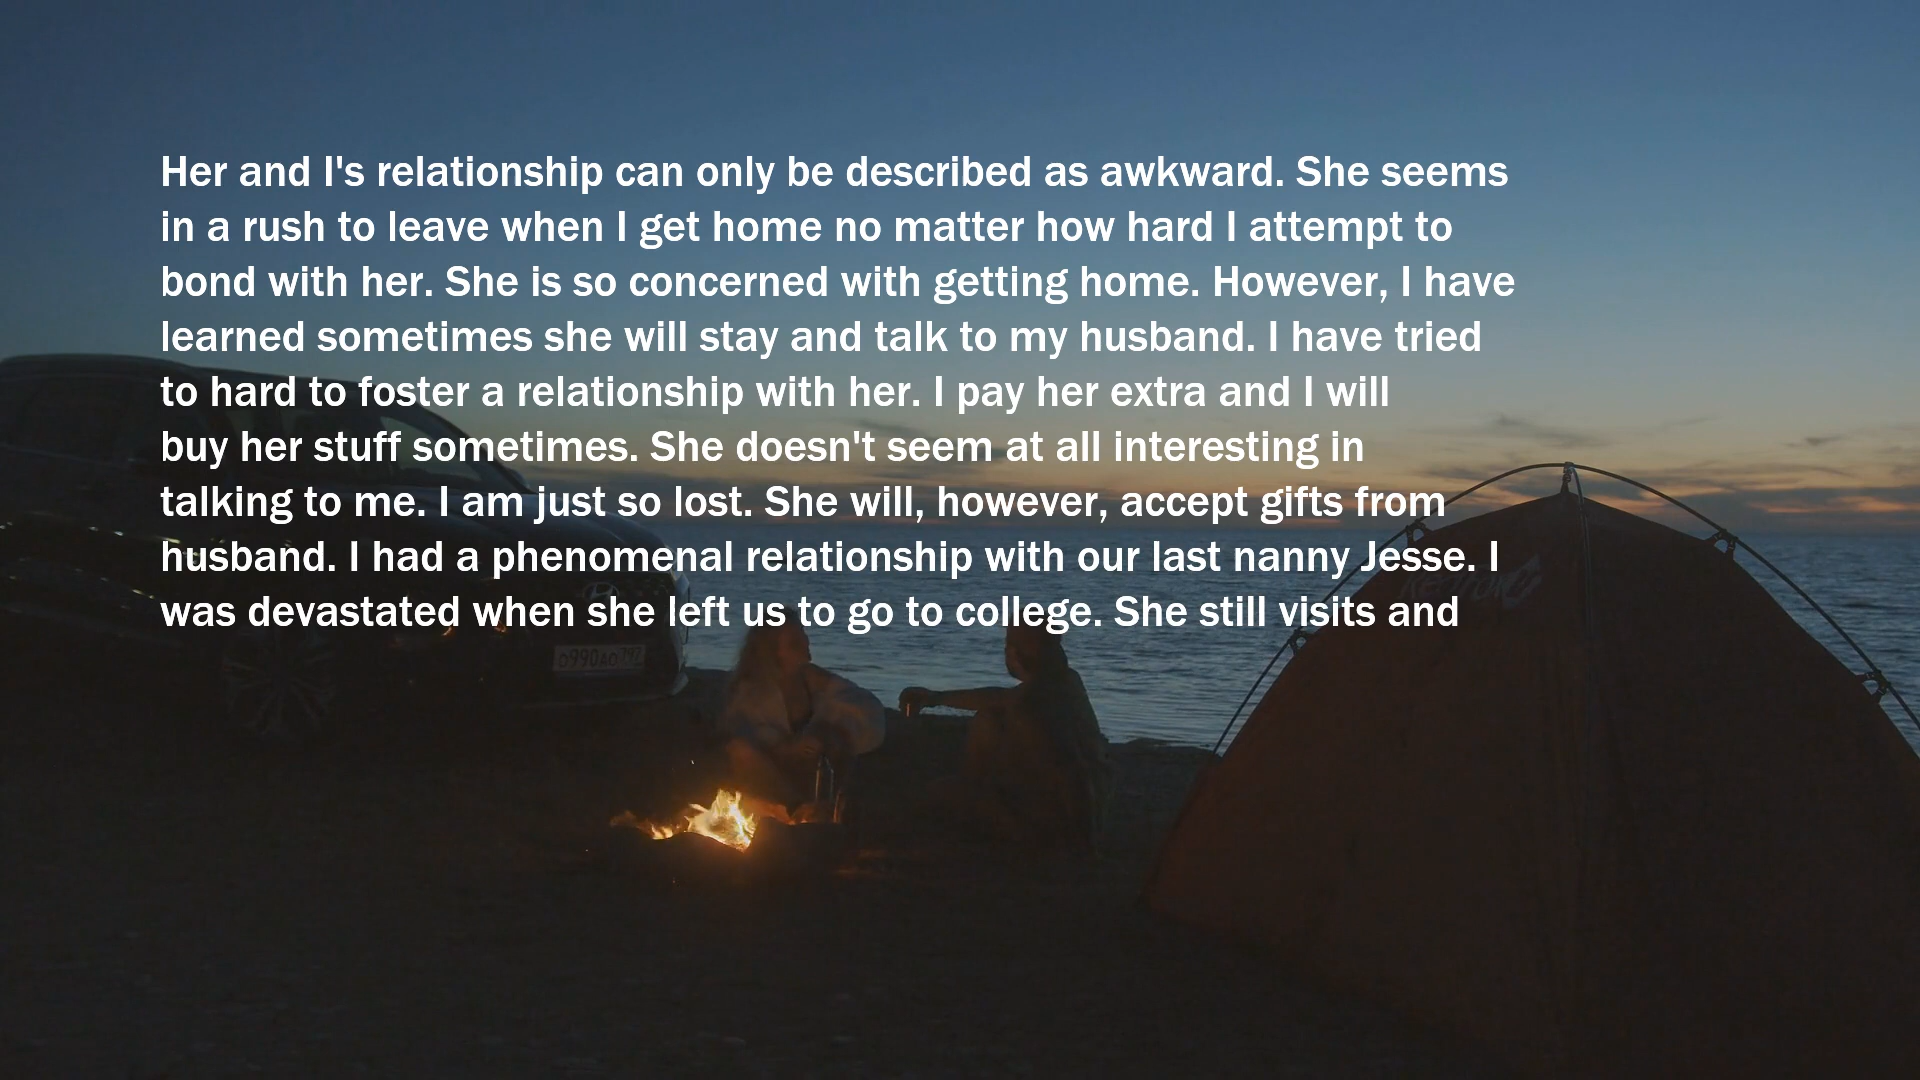 Her and I's relationship can only be described as awkward. She seems
in a rush to leave when I get home no matter how hard I attempt to
bond with her. She is so concerned with getting home. However, I have
learned sometimes she will stay and talk to my husband. I have tried
to hard to foster a relationship with her. I pay her extra and I will
buy her stuff sometimes. She doesn't seem at all interesting in
talking to me. I am just so lost. She will, however, accept gifts from
husband. I had a phenomenal relationship with our last nanny Jesse. I
was devastated when she left us to go to college. She still visits and